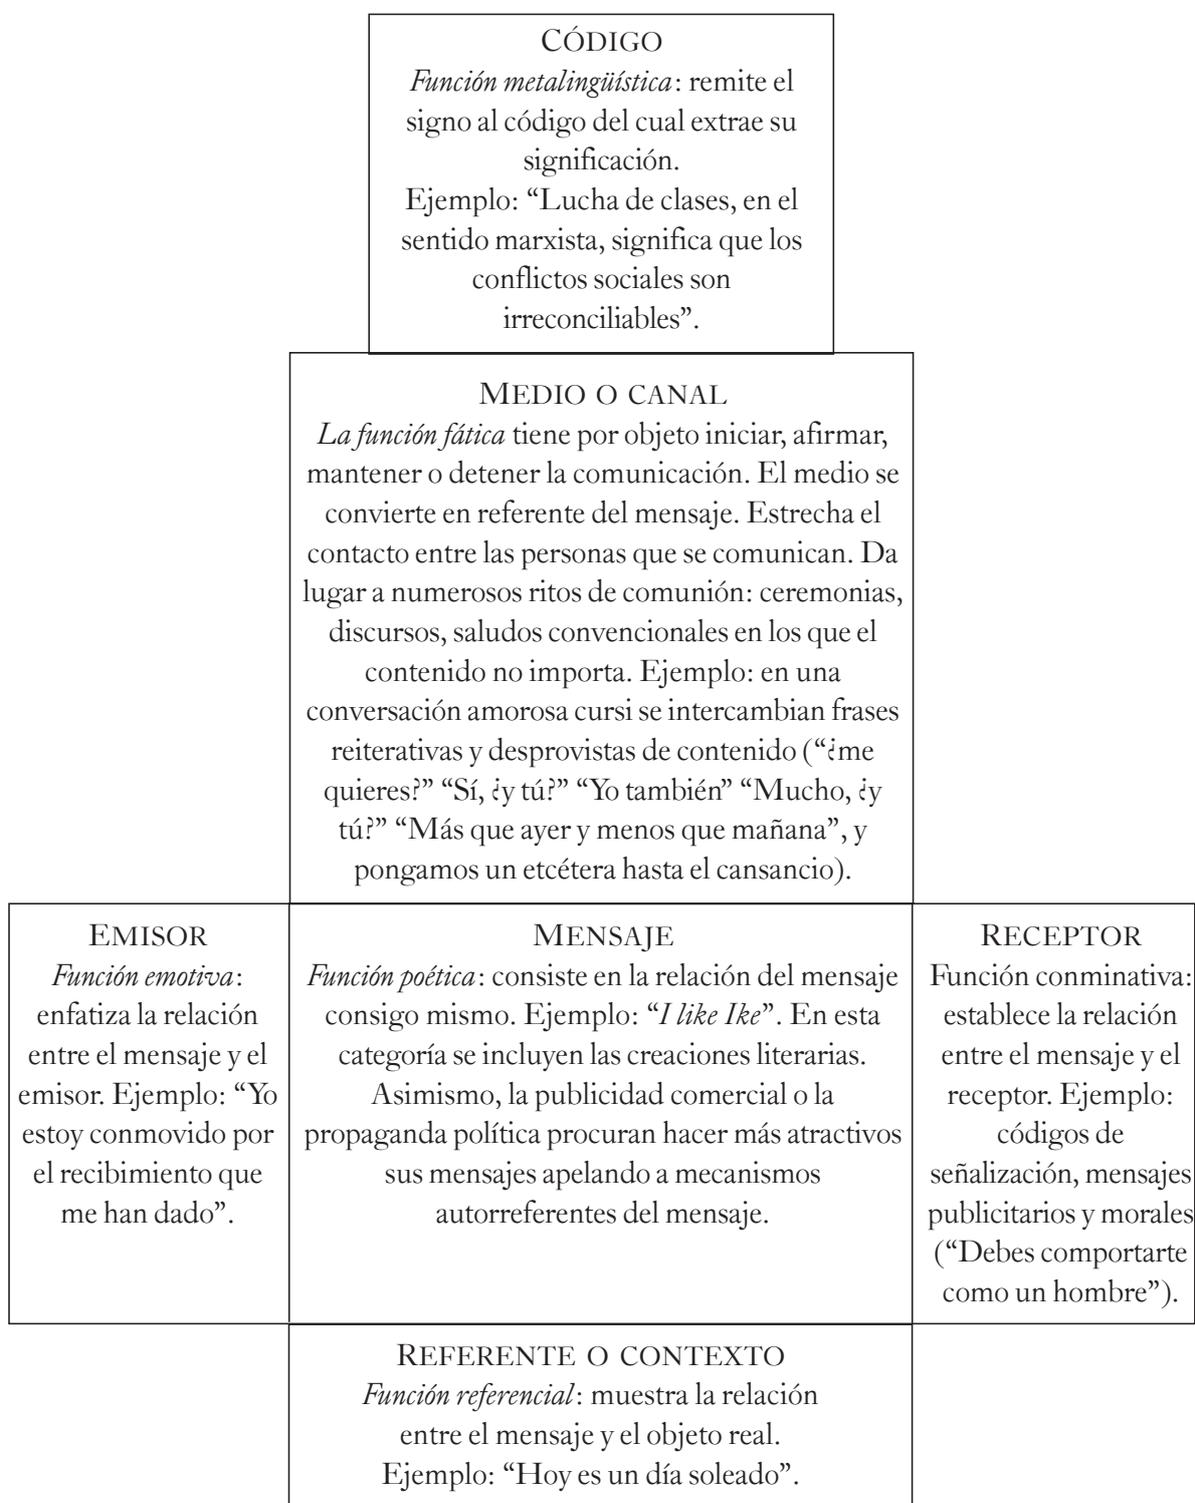 CÓDIGO
Función metalingüística: remite el
signo al código del cual extrae su
significación.
Ejemplo: “Lucha de clases, en el
sentido marxista, significa que los
conflictos sociales son
irreconciliables”.
MEDIO O CANAL
La función fática tiene por objeto iniciar, afirmar,
mantener o detener la comunicación. El medio se
convierte en referente del mensaje. Estrecha el
contacto entre las personas que se comunican. Da
lugar a numerosos ritos de comunión: ceremonias,
discursos, saludos convencionales en los que el
contenido no importa. Ejemplo: en una
conversación amorosa cursi se intercambian frases
reiterativas y desprovistas de contenido (“¿me
quieres?” “Sí, ¿y tú?” “Yo también” “Mucho, ¿y
tú?” “Más que ayer y menos que mañana”, y
pongamos un etcétera hasta el cansancio).
EMISOR
Función emotiva:
enfatiza la relación
entre el mensaje y el
emisor. Ejemplo: “Yo
estoy conmovido por
el recibimiento que
me han dado”.
MENSAJE
Función poética: consiste en la relación del mensaje
consigo mismo. Ejemplo: “I like Ike”. En esta
categoría se incluyen las creaciones literarias.
Asimismo, la publicidad comercial o la
propaganda política procuran hacer más atractivos
sus mensajes apelando a mecanismos
autorreferentes del mensaje.
RECEPTOR
Función conminativa:
establece la relación
entre el mensaje y el
receptor. Ejemplo:
códigos de
señalización, mensajes
publicitarios y morales
(“Debes comportarte
como un hombre”).
REFERENTE O CONTEXTO
Función referencial: muestra la relación
entre el mensaje y el objeto real.
Ejemplo: “Hoy es un día soleado”.